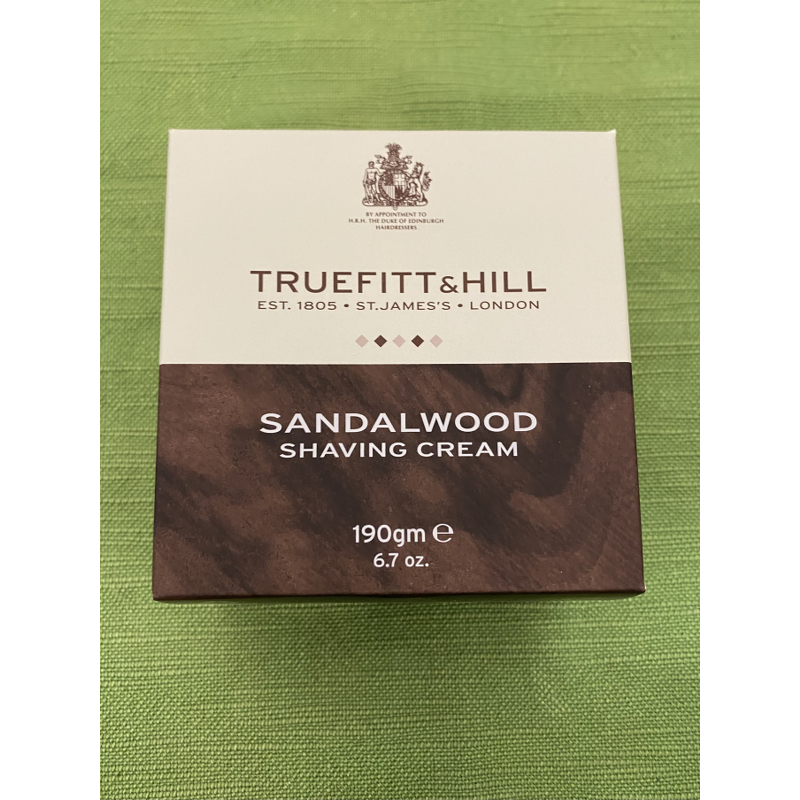 BY APPOINTMENT TO
H.R.H. THE DUKE OF EDINBURGH
HAIRDRESSERS
TRUEFITT&HILL
EST. 1805 • ST.JAMES'S • LONDON
SANDALWOOD
SHAVING CREAM
190gm ℮
6.7 oz.